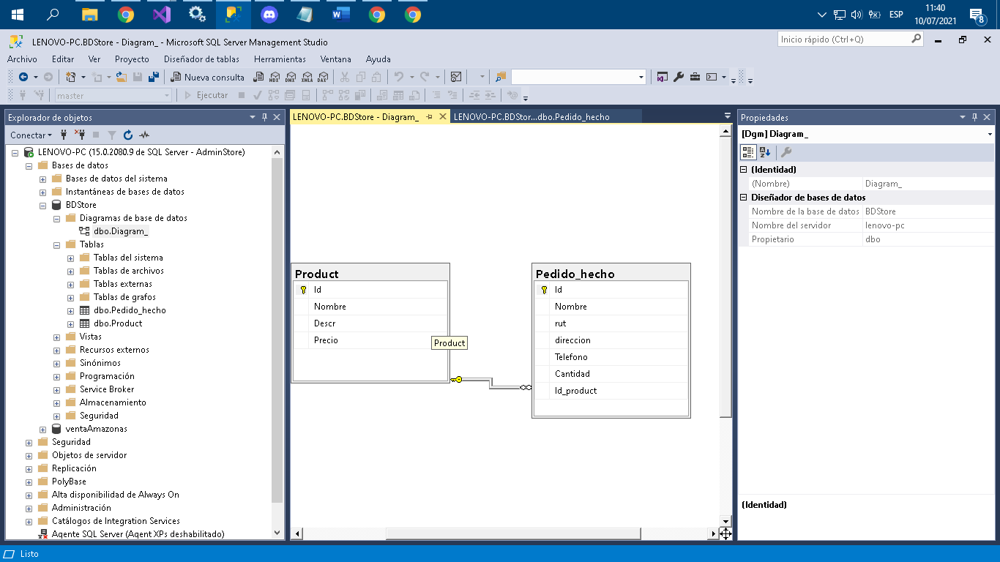 11:40
ESP
10/07/2021
8
LENOVO-PC.BDStore - Diagram_ - Microsoft SQL Server Management Studio
Inicio rápido (Ctrl+Q)
Archivo Editar Ver Proyecto Diseñador de tablas Herramientas Ventana Ayuda
Nueva consulta MDX DMX XMLA DAX
master Ejecutar
Explorador de objetos
Conectar
LENOVO-PC (15.0.2080.9 de SQL Server - AdminStore)
Bases de datos
Bases de datos del sistema
Instantáneas de bases de datos
BDStore
Diagramas de base de datos
dbo.Diagram_
Tablas
Tablas del sistema
Tablas de archivos
Tablas externas
Tablas de grafos
dbo.Pedido_hecho
dbo.Product
Vistas
Recursos externos
Sinónimos
Programación
Service Broker
Almacenamiento
Seguridad
ventaAmazonas
Seguridad
Objetos de servidor
Replicación
PolyBase
Alta disponibilidad de Always On
Administración
Catálogos de Integration Services
Agente SQL Server (Agent XPs deshabilitado)
LENOVO-PC.BDStore - Diagram_
LENOVO-PC.BDStor...dbo.Pedido_hecho
Product
Id
Nombre
Descr
Precio
Product
Pedido_hecho
Id
Nombre
rut
direccion
Telefono
Cantidad
Id_product
Propiedades
[Dgm] Diagram_
(Identidad)
(Nombre) Diagram_
Diseñador de bases de datos
Nombre de la base de datos BDStore
Nombre del servidor lenovo-pc
Propietario dbo
(Identidad)
Listo